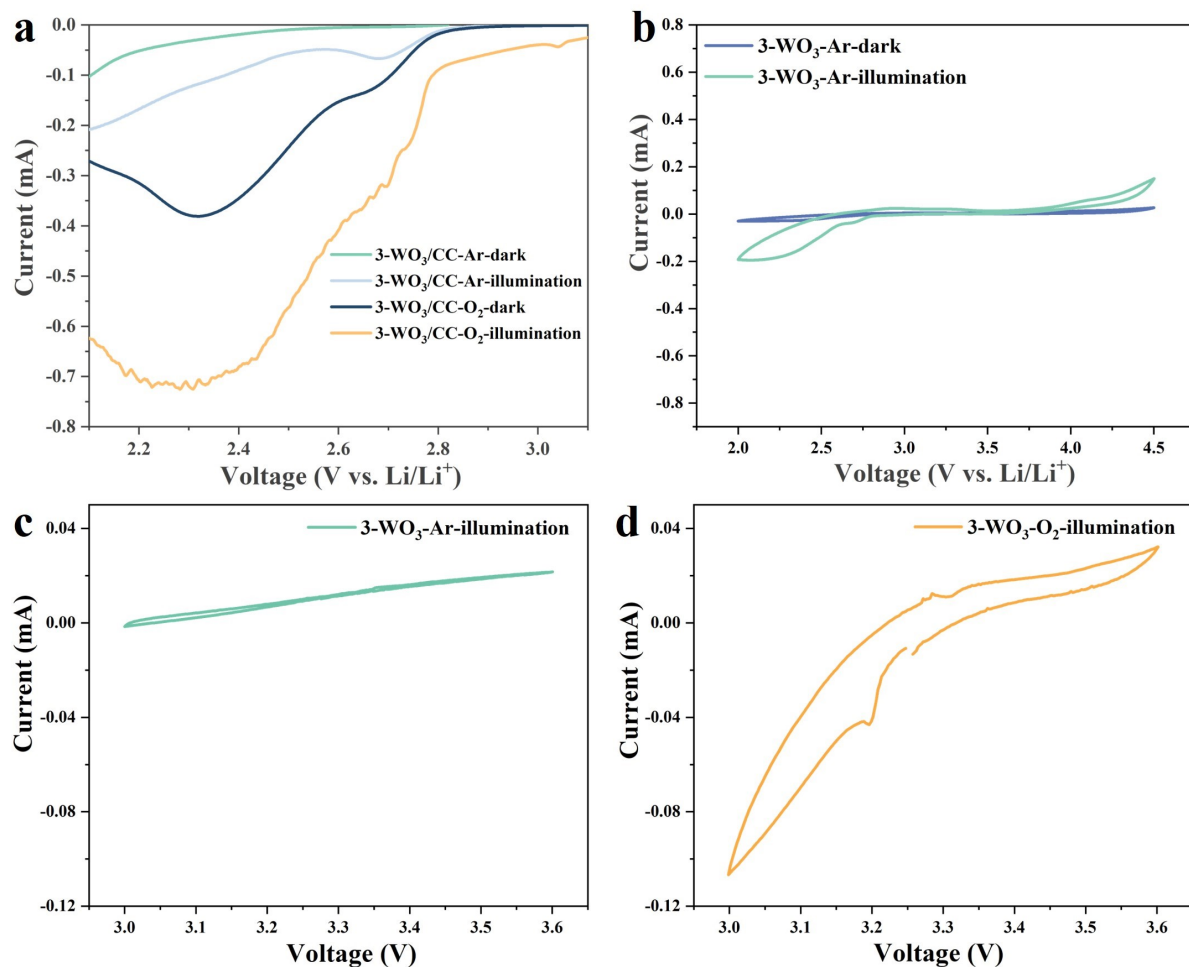 a
0.0
-0.1
-0.2
-0.3
-0.4
-0.5
-0.6
-0.7
-0.8
Current (mA)
3-WO₃/CC-Ar-dark
3-WO₃/CC-Ar-illumination
3-WO₃/CC-O₂-dark
3-WO₃/CC-O₂-illumination
2.2 2.4 2.6 2.8 3.0
Voltage (V vs. Li/Li⁺)
b
0.8
0.6
0.4
0.2
0.0
-0.2
-0.4
-0.6
-0.8
Current (mA)
3-WO₃-Ar-dark
3-WO₃-Ar-illumination
2.0 2.5 3.0 3.5 4.0 4.5
Voltage (V vs. Li/Li⁺)
c
0.04
0.00
-0.04
-0.08
-0.12
Current (mA)
3-WO₃-Ar-illumination
3.0 3.1 3.2 3.3 3.4 3.5 3.6
Voltage (V)
d
0.04
0.00
-0.04
-0.08
-0.12
Current (mA)
3-WO₃-O₂-illumination
3.0 3.1 3.2 3.3 3.4 3.5 3.6
Voltage (V)